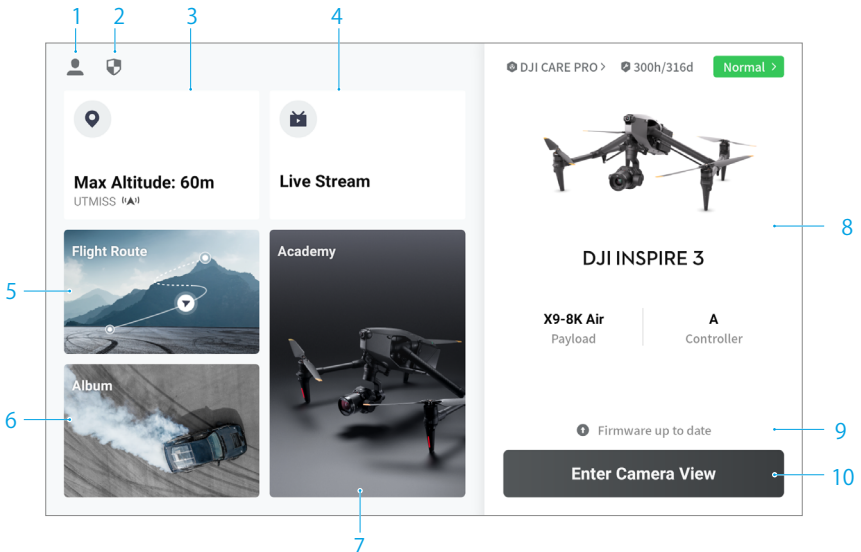 1
2
3
4
DJI CARE PRO >
300h/316d
Normal >
Max Altitude: 60m
UTMISS
Live Stream
Flight Route
Academy
8
DJI INSPIRE 3
5
X9-8K Air
A
Payload
Controller
Album
6
Firmware up to date
9
Enter Camera View
10
7